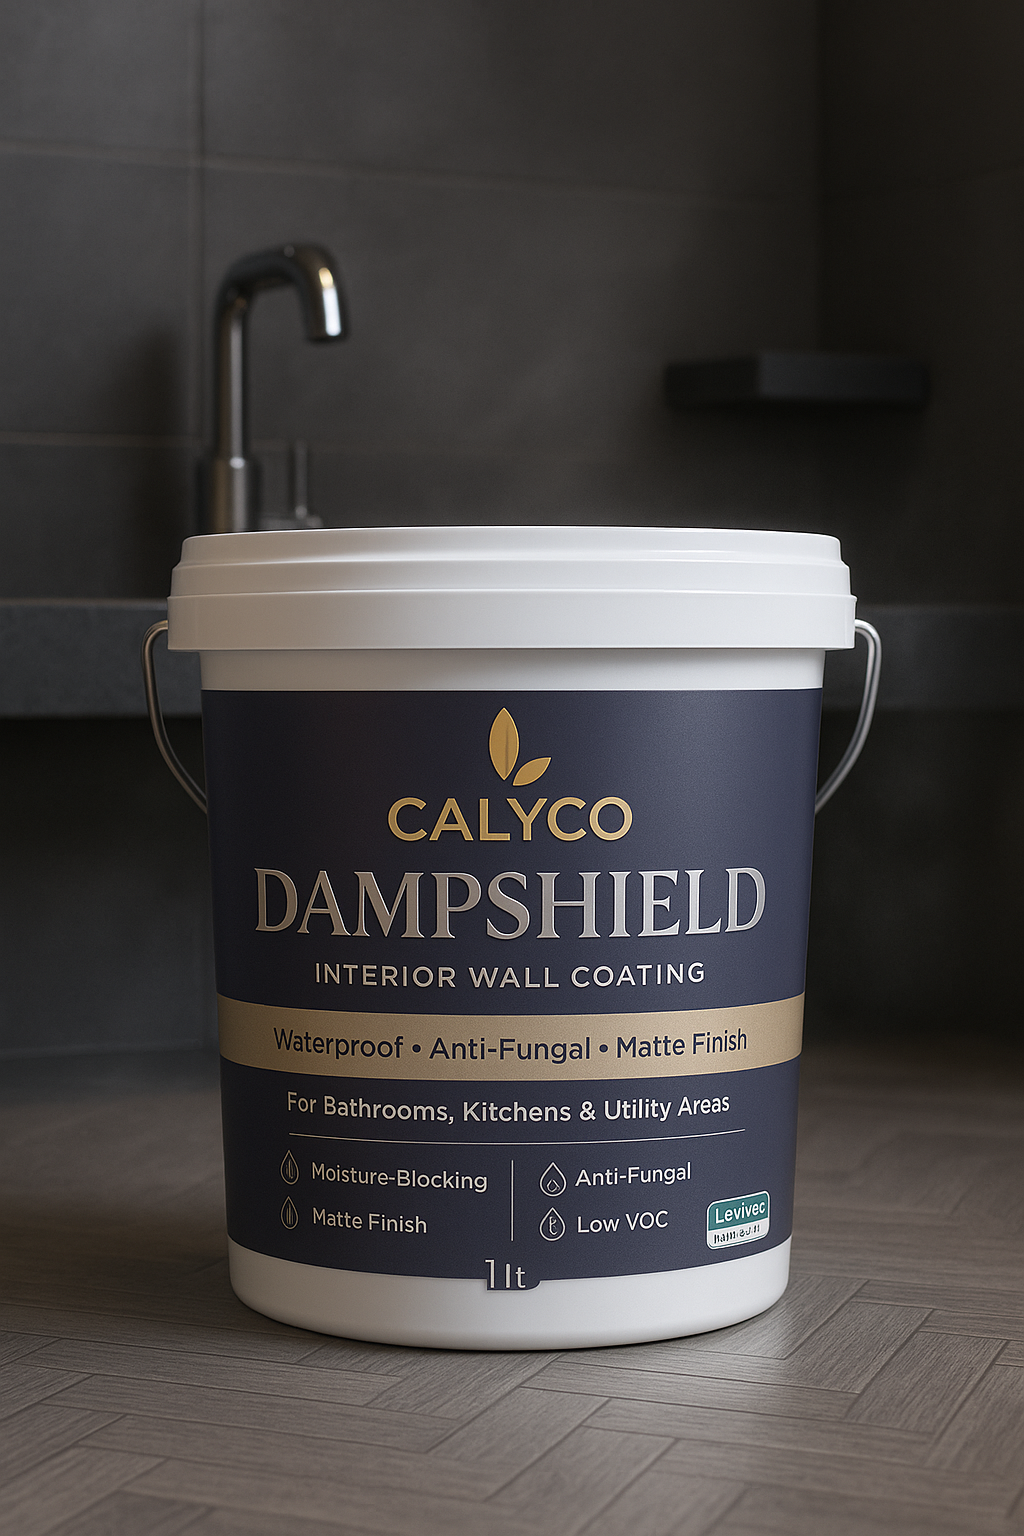 CALYCO
DAMPSHIELD
INTERIOR WALL COATING
Waterproof • Anti-Fungal • Matte Finish
For Bathrooms, Kitchens & Utility Areas
Moisture-Blocking
Anti-Fungal
Matte Finish
Low VOC
Levivec
1lt